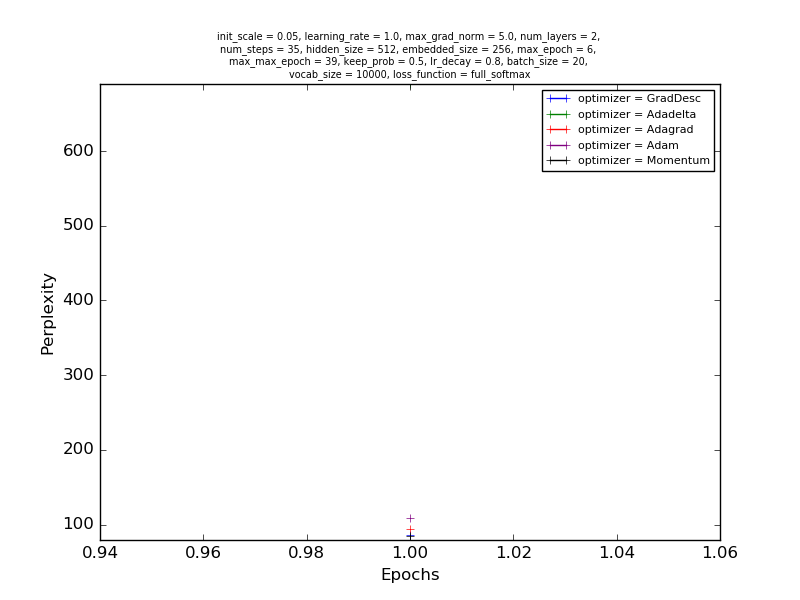 init_scale = 0.05, learning_rate = 1.0, max_grad_norm = 5.0, num_layers = 2,
num_steps = 35, hidden_size = 512, embedded_size = 256, max_epoch = 6,
max_max_epoch = 39, keep_prob = 0.5, lr_decay = 0.8, batch_size = 20,
vocab_size = 10000, loss_function = full_softmax
optimizer = GradDesc
optimizer = Adadelta
optimizer = Adagrad
optimizer = Adam
optimizer = Momentum
600
500
400
300
200
100
Perplexity
0.94 0.96 0.98 1.00 1.02 1.04 1.06
Epochs